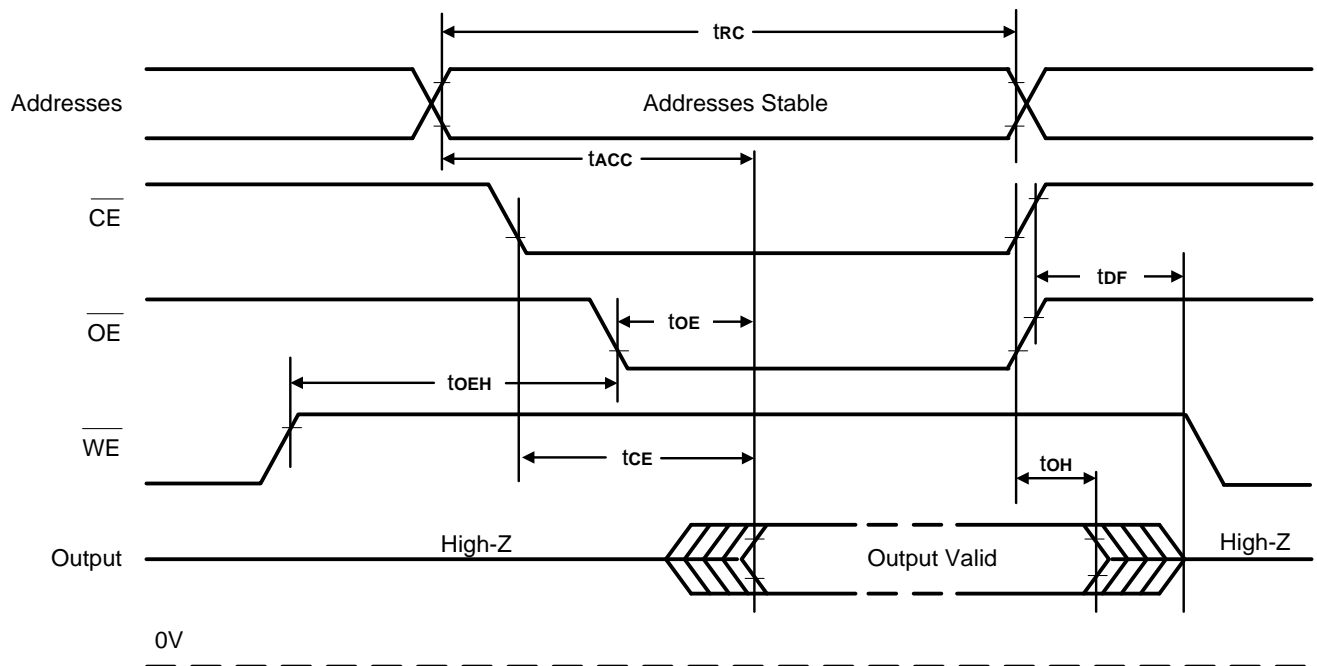 tRC
Addresses
Addresses Stable
tACC
CE
tDF
OE
tOE
tOEH
WE
tCE
tOH
Output
High-Z
Output Valid
High-Z
0V